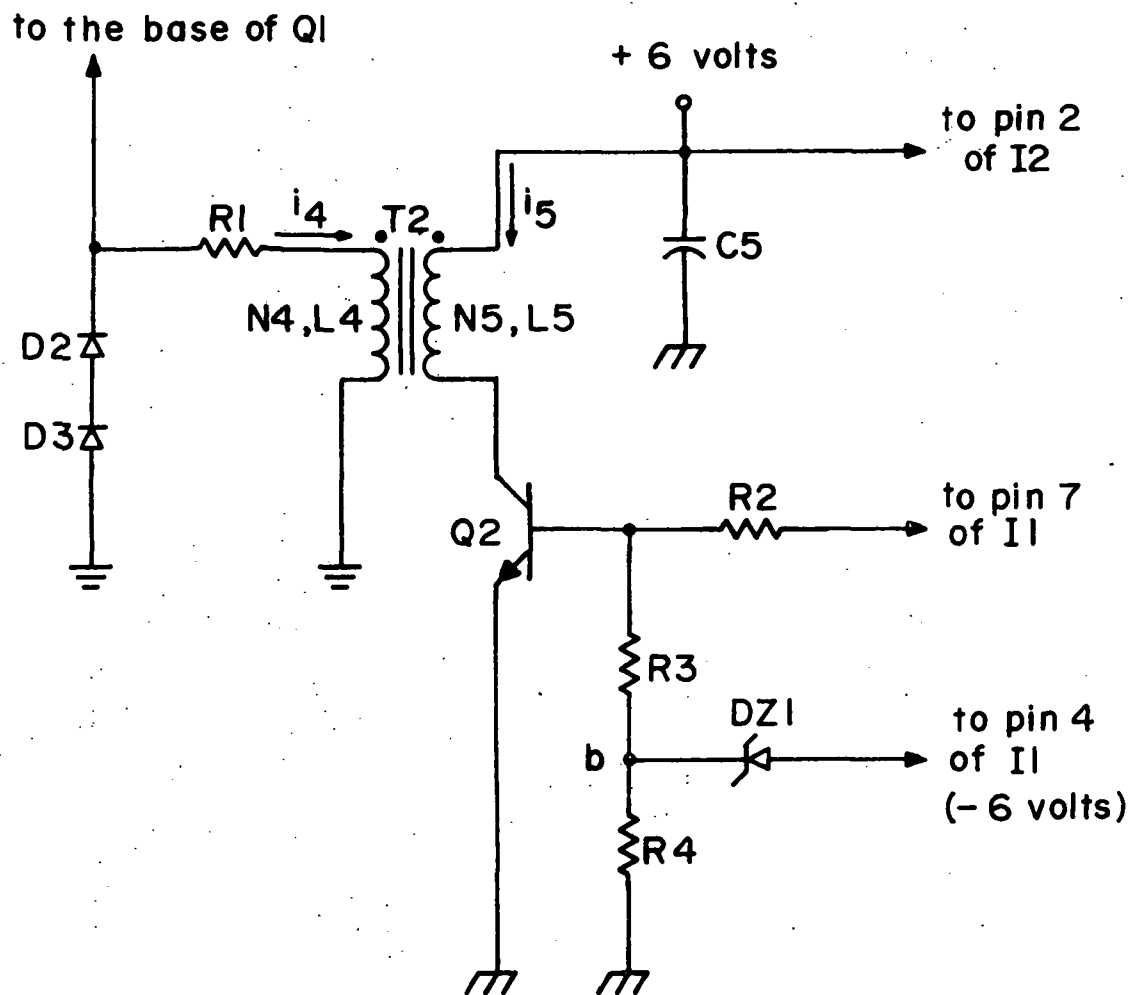 to the base of Q1
+ 6 volts
to pin 2
of I2
R1
i4
T2
i5
C5
N4,L4
N5,L5
D2
D3
Q2
R2
to pin 7
of I1
R3
DZ1
b
to pin 4
of I1
(- 6 volts)
R4